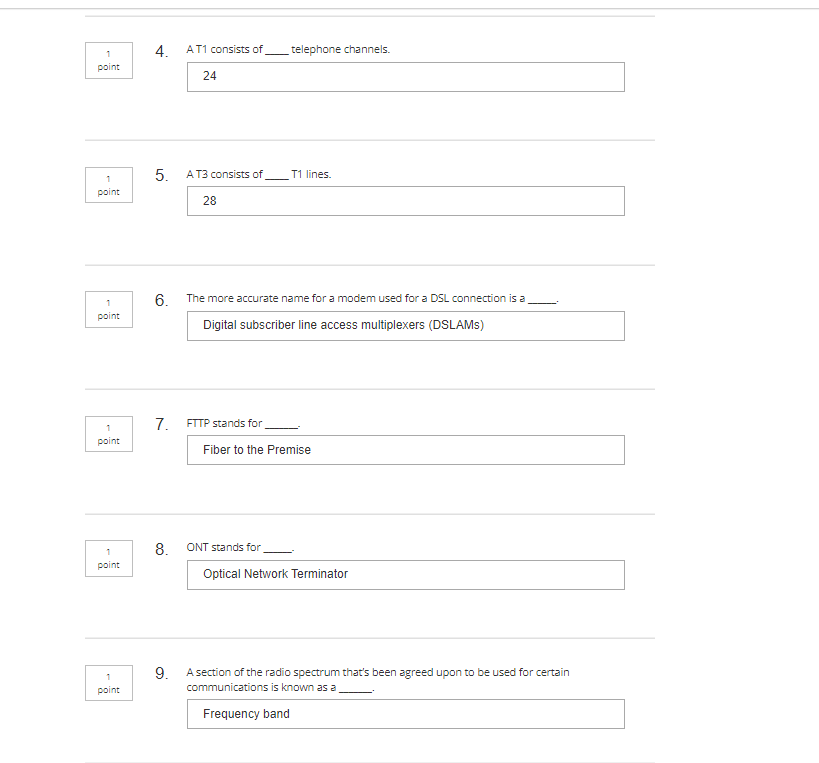 1
point
4. A T1 consists of ____ telephone channels.
24
1
point
5. A T3 consists of ____ T1 lines.
28
1
point
6. The more accurate name for a modem used for a DSL connection is a _____.
Digital subscriber line access multiplexers (DSLAMs)
1
point
7. FTTP stands for ______.
Fiber to the Premise
1
point
8. ONT stands for _____.
Optical Network Terminator
1
point
9. A section of the radio spectrum that's been agreed upon to be used for certain
communications is known as a ______.
Frequency band